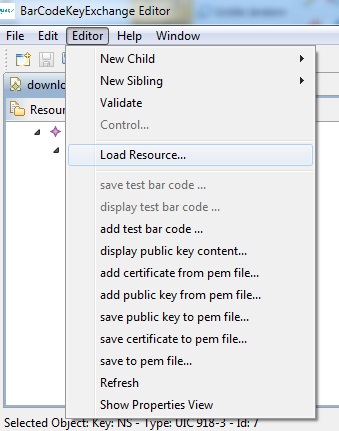 BarCodeKeyExchange Editor
File Edit Editor Help Window
New Child
New Sibling
Validate
Control...
Load Resource...
save test bar code ...
display test bar code ...
add test bar code ...
display public key content...
add certificate from pem file...
add public key from pem file...
save public key to pem file...
save certificate to pem file...
save to pem file...
Refresh
Show Properties View
Selected Object: Key: NS - Type: UIC 918-3 - Id: 7